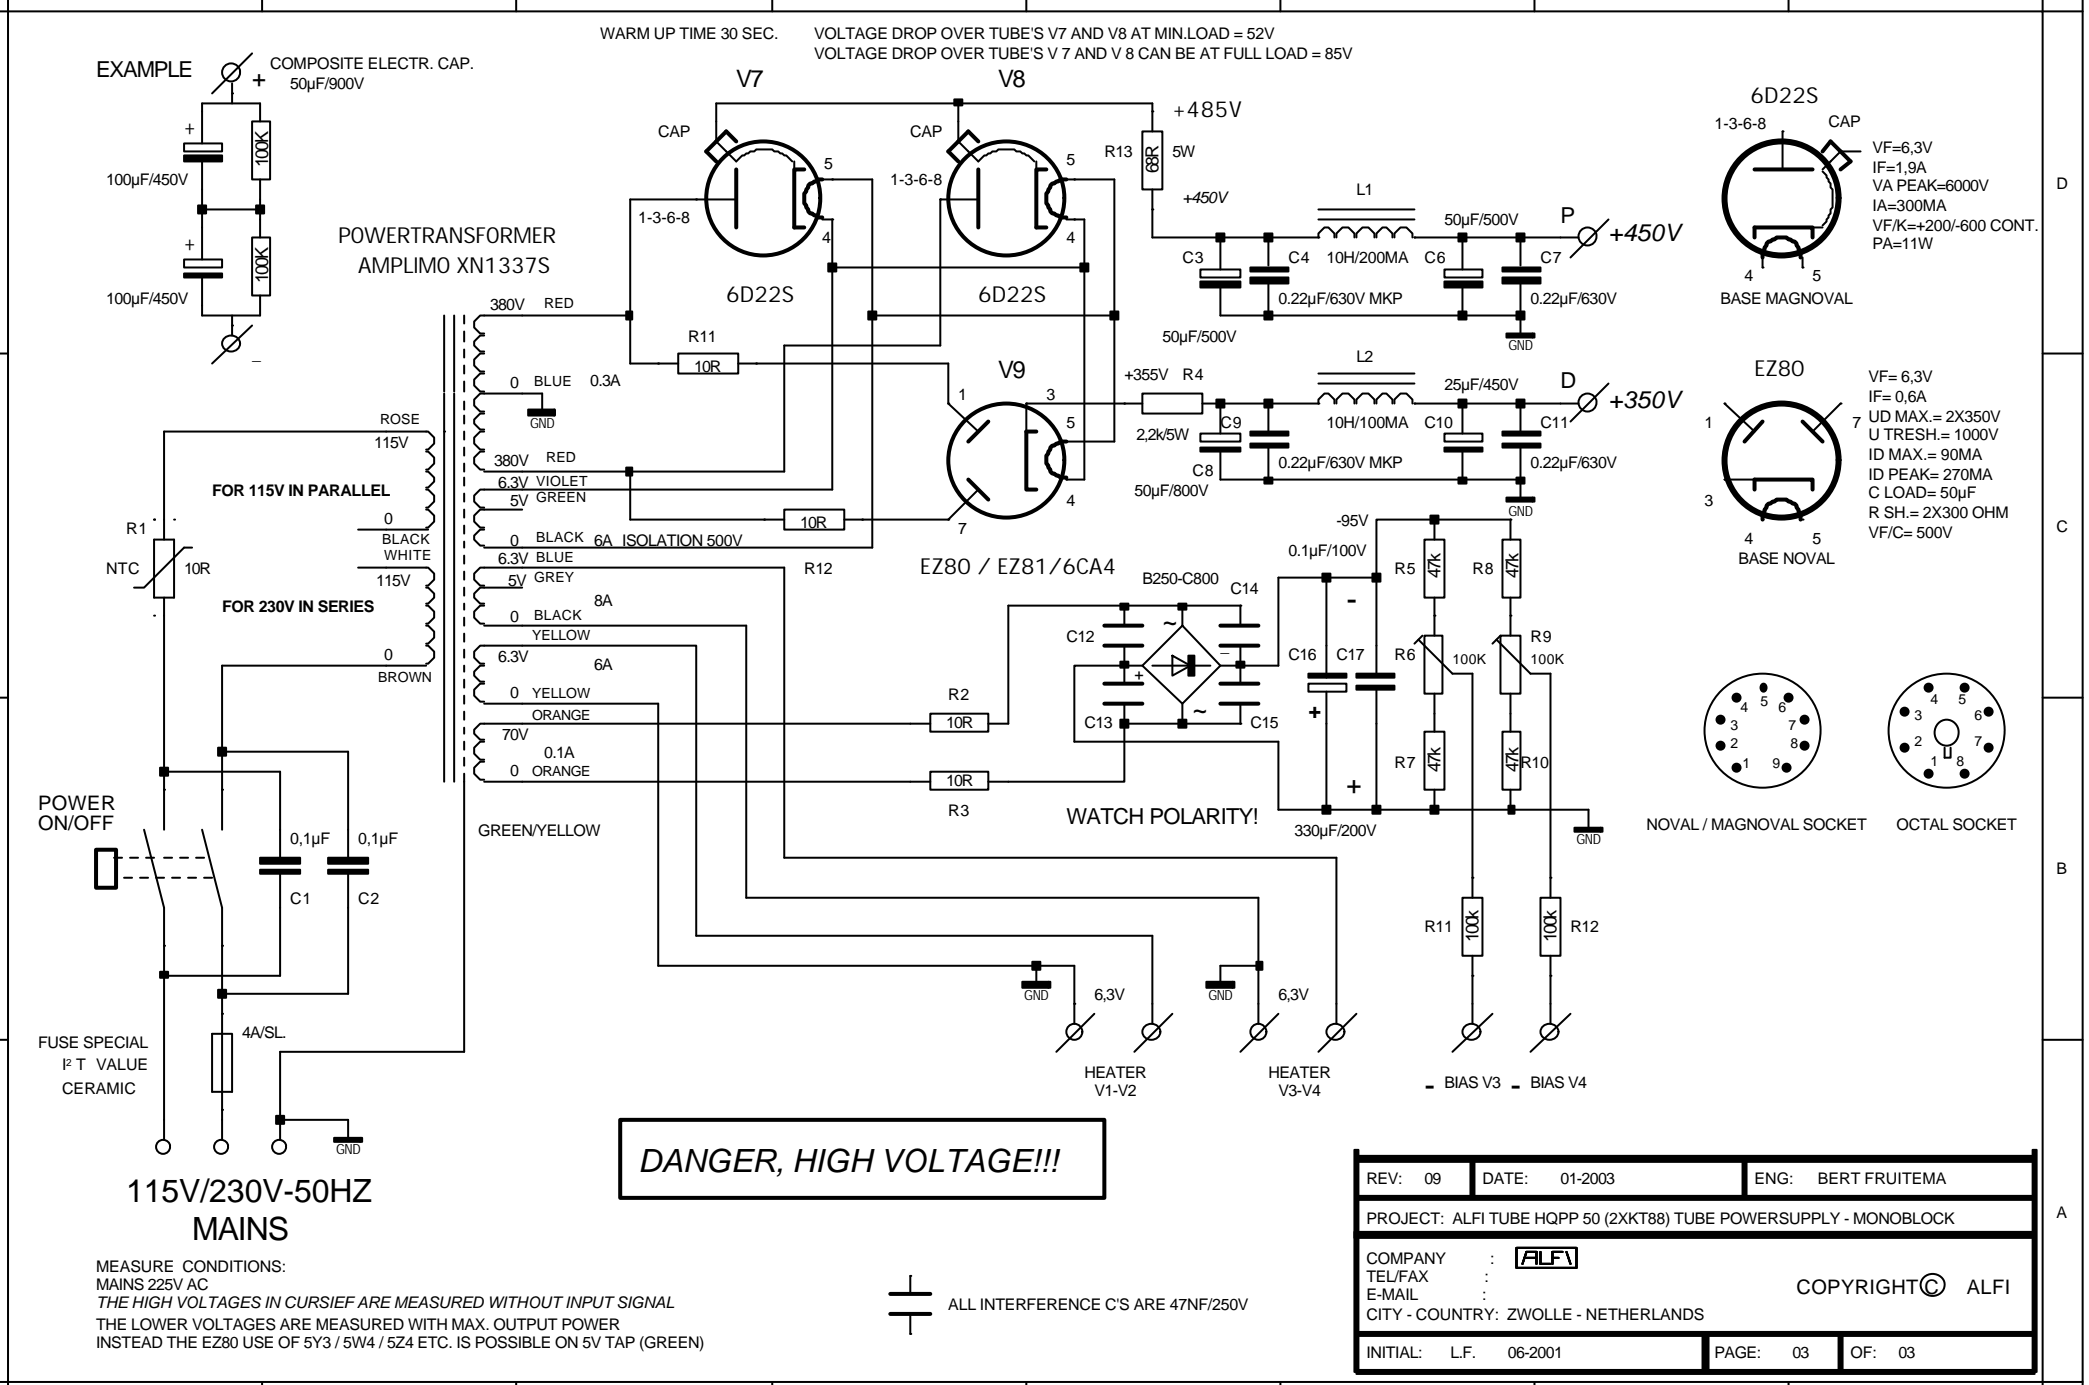 WARM UP TIME 30 SEC.
VOLTAGE DROP OVER TUBE'S V7 AND V8 AT MIN.LOAD = 52V
VOLTAGE DROP OVER TUBE'S V 7 AND V 8 CAN BE AT FULL LOAD = 85V
EXAMPLE
+
COMPOSITE ELECTR. CAP.
50µF/900V
+
100K
100µF/450V
+
100K
100µF/450V
–
POWERTRANSFORMER
AMPLIMO XN1337S
V7
CAP
5
1-3-6-8
4
6D22S
V8
CAP
5
1-3-6-8
4
6D22S
+485V
R13
68R
5W
+450V
L1
50µF/500V
P
+450V
C3
C4
10H/200MA
C6
C7
0.22µF/630V MKP
0.22µF/630V
50µF/500V
GND
6D22S
1-3-6-8
CAP
VF=6,3V
IF=1,9A
VA PEAK=6000V
IA=300MA
VF/K=+200/-600 CONT.
PA=11W
4
5
BASE MAGNOVAL
D
380V
RED
R11
10R
0
BLUE
0.3A
GND
380V
RED
6.3V
VIOLET
5V
GREEN
0
BLACK
6A
ISOLATION 500V
6.3V
BLUE
5V
GREY
8A
0
BLACK
YELLOW
6.3V
6A
0
YELLOW
ORANGE
70V
0.1A
0
ORANGE
GREEN/YELLOW
10R
R12
V9
1
3
5
4
7
EZ80 / EZ81/6CA4
+355V
R4
2,2k/5W
L2
25µF/450V
D
+350V
C9
10H/100MA
C10
C11
C8
0.22µF/630V MKP
0.22µF/630V
50µF/800V
GND
EZ80
1
7
3
4
5
BASE NOVAL
VF= 6,3V
IF= 0,6A
UD MAX.= 2X350V
U TRESH.= 1000V
ID MAX.= 90MA
ID PEAK= 270MA
C LOAD= 50µF
R SH.= 2X300 OHM
VF/C= 500V
C
ROSE
115V
FOR 115V IN PARALLEL
0
BLACK
WHITE
115V
FOR 230V IN SERIES
0
BROWN
R1
NTC
10R
-95V
0.1µF/100V
B250-C800
C14
C12
~
+
–
~
C13
C15
R2
10R
10R
R3
C16
C17
-
+
+
R5
47k
R8
47k
R6
100K
R9
100K
R7
47k
47k
R10
330µF/200V
GND
WATCH POLARITY!
4
5
6
3
7
2
8
1
9
NOVAL / MAGNOVAL SOCKET
4
5
3
6
2
7
1
8
OCTAL SOCKET
POWER
ON/OFF
0,1µF
0,1µF
C1
C2
B
R11
100k
100k
R12
GND
6,3V
GND
6,3V
HEATER
V1-V2
HEATER
V3-V4
- BIAS V3
- BIAS V4
FUSE SPECIAL
I² T VALUE
CERAMIC
4A/SL.
GND
115V/230V-50HZ
MAINS
DANGER, HIGH VOLTAGE!!!
MEASURE CONDITIONS:
MAINS 225V AC
THE HIGH VOLTAGES IN CURSIEF ARE MEASURED WITHOUT INPUT SIGNAL
THE LOWER VOLTAGES ARE MEASURED WITH MAX. OUTPUT POWER
INSTEAD THE EZ80 USE OF 5Y3 / 5W4 / 5Z4 ETC. IS POSSIBLE ON 5V TAP (GREEN)
ALL INTERFERENCE C'S ARE 47NF/250V
REV: 09
DATE: 01-2003
ENG: BERT FRUITEMA
PROJECT: ALFI TUBE HQPP 50 (2XKT88) TUBE POWERSUPPLY - MONOBLOCK
COMPANY : ALFI
TEL/FAX :
E-MAIL :
CITY - COUNTRY: ZWOLLE - NETHERLANDS
COPYRIGHT© ALFI
INITIAL: L.F. 06-2001
PAGE: 03
OF: 03
A